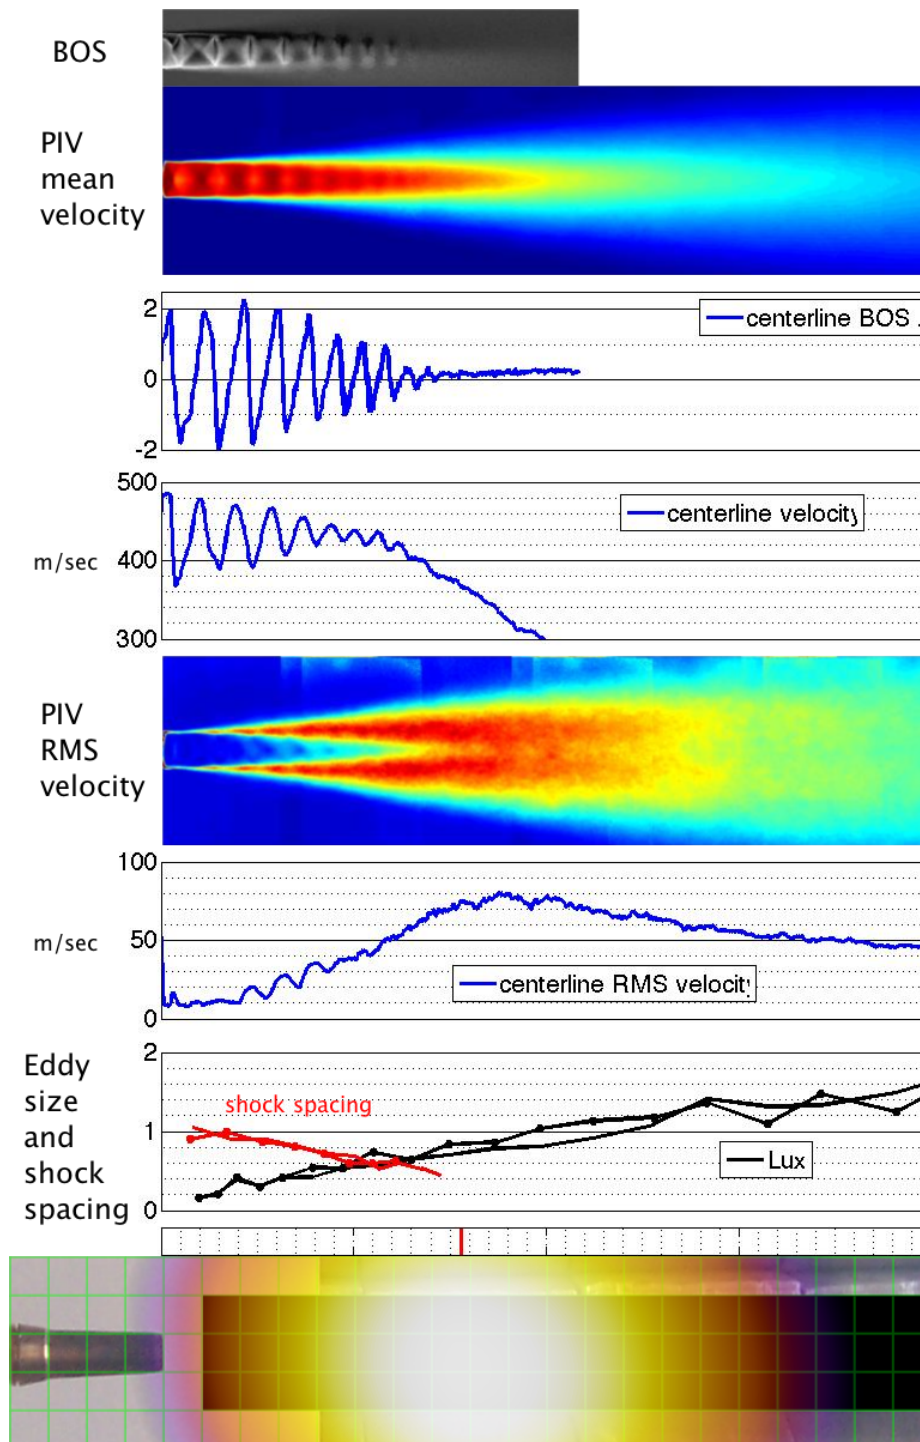 BOS
PIV
mean
velocity
2
0
-2
centerline BOS
500
400
300
m/sec
centerline velocity
PIV
RMS
velocity
100
50
0
m/sec
centerline RMS velocity
Eddy
size
and
shock
spacing
2
1
0
shock spacing
Lux